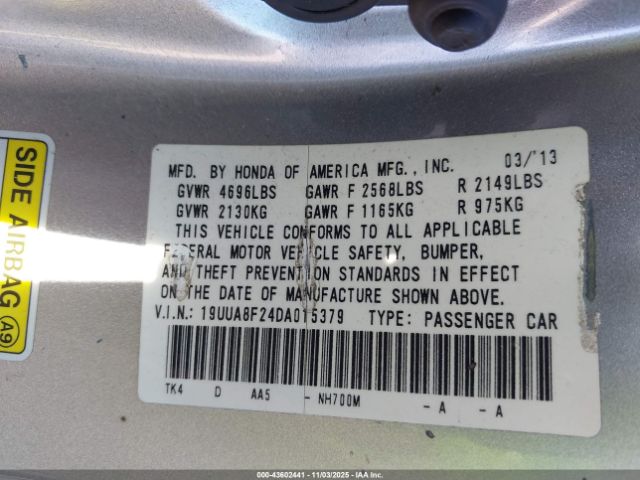 MFD. BY HONDA OF AMERICA MFG., INC. 03/'13
GVWR 4696LBS GAWR F 2568LBS R 2149LBS
GVWR 2130KG GAWR F 1165KG R 975KG
THIS VEHICLE CONFORMS TO ALL APPLICABLE
FEDERAL MOTOR VEHICLE SAFETY, BUMPER,
AND THEFT PREVENTION STANDARDS IN EFFECT
ON THE DATE OF MANUFACTURE SHOWN ABOVE.
V.I.N.: 19UUA8F24DA015379 TYPE: PASSENGER CAR
TK4 D AA5 - NH700M - A - A
SIDE AIRBAG A9
000-43602441 - 11/03/2025 - IAAI.COM